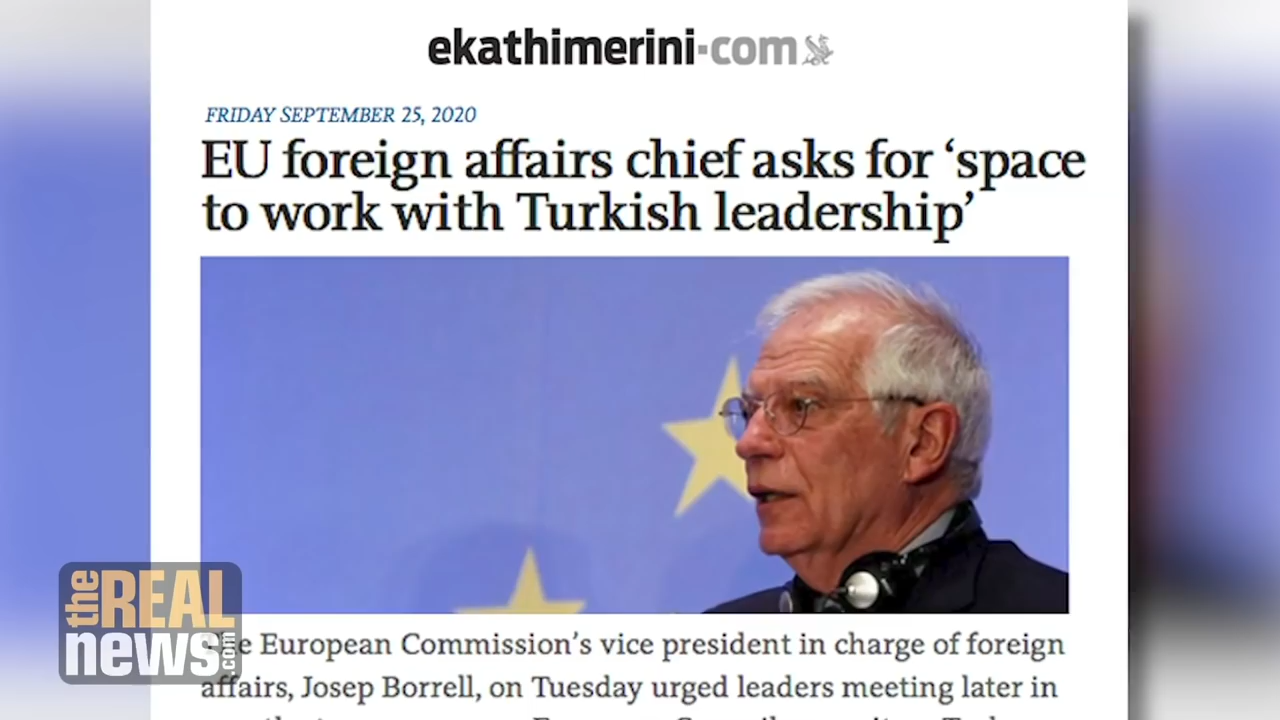 ekathimerini·com
FRIDAY SEPTEMBER 25, 2020
EU foreign affairs chief asks for ‘space
to work with Turkish leadership’
the REAL
news.com
The European Commission’s vice president in charge of foreign
affairs, Josep Borrell, on Tuesday urged leaders meeting later in